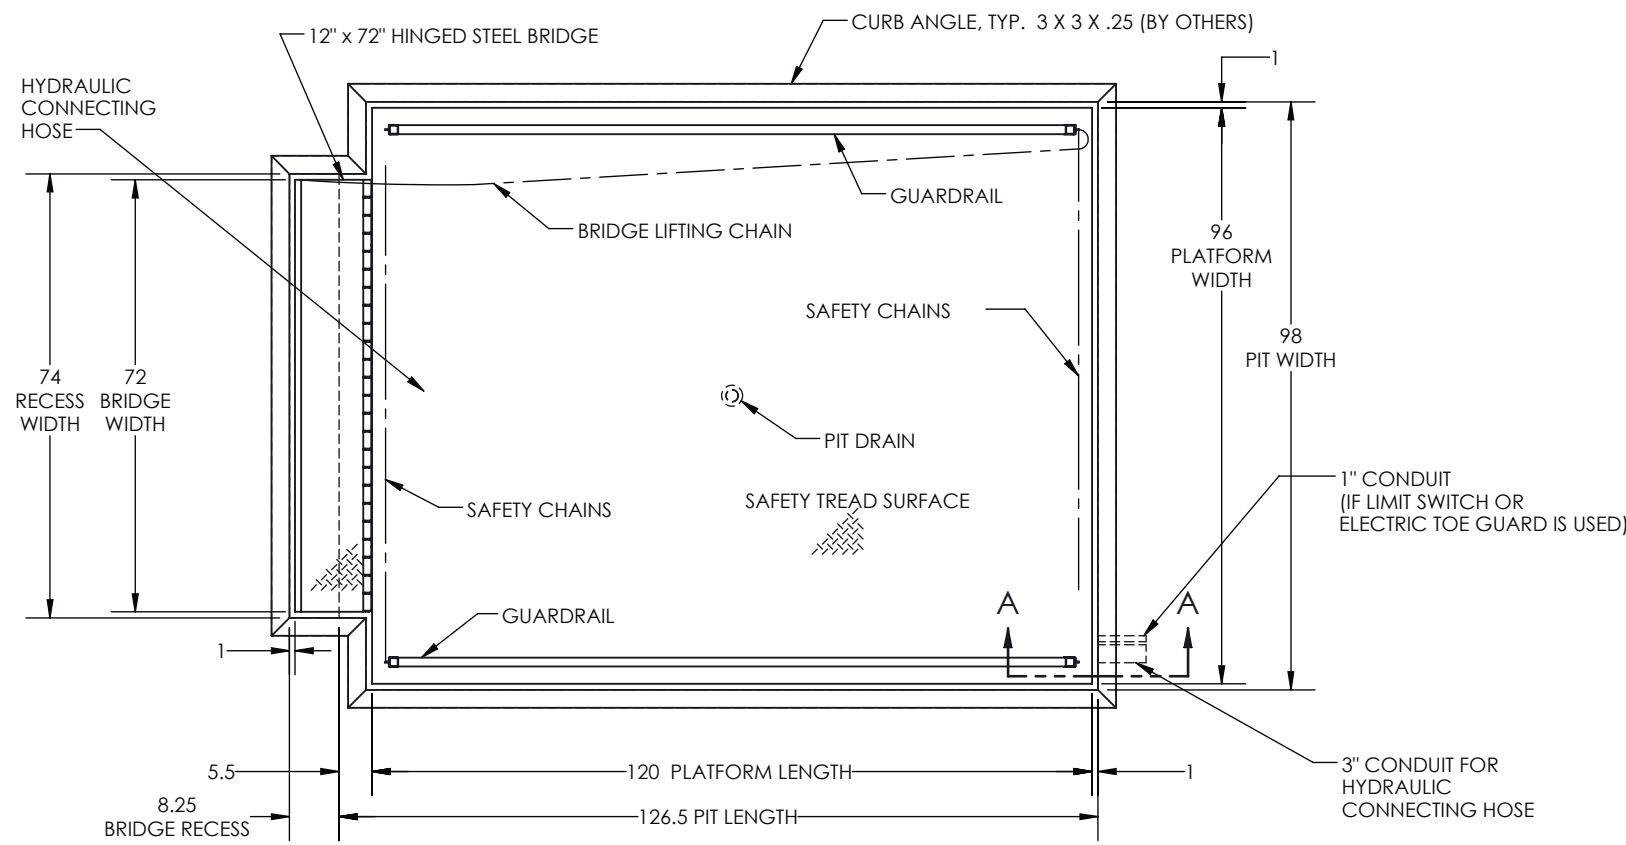 CURB ANGLE, TYP. 3 X 3 X .25 (BY OTHERS)
12" x 72" HINGED STEEL BRIDGE
1
HYDRAULIC
CONNECTING
HOSE
GUARDRAIL
BRIDGE LIFTING CHAIN
96
PLATFORM
WIDTH
SAFETY CHAINS
98
PIT WIDTH
74
RECESS
WIDTH
72
BRIDGE
WIDTH
PIT DRAIN
1" CONDUIT
(IF LIMIT SWITCH OR
ELECTRIC TOE GUARD IS USED)
SAFETY CHAINS
SAFETY TREAD SURFACE
A
A
GUARDRAIL
1
5.5
120 PLATFORM LENGTH
1
3" CONDUIT FOR
HYDRAULIC
CONNECTING HOSE
8.25
BRIDGE RECESS
126.5 PIT LENGTH